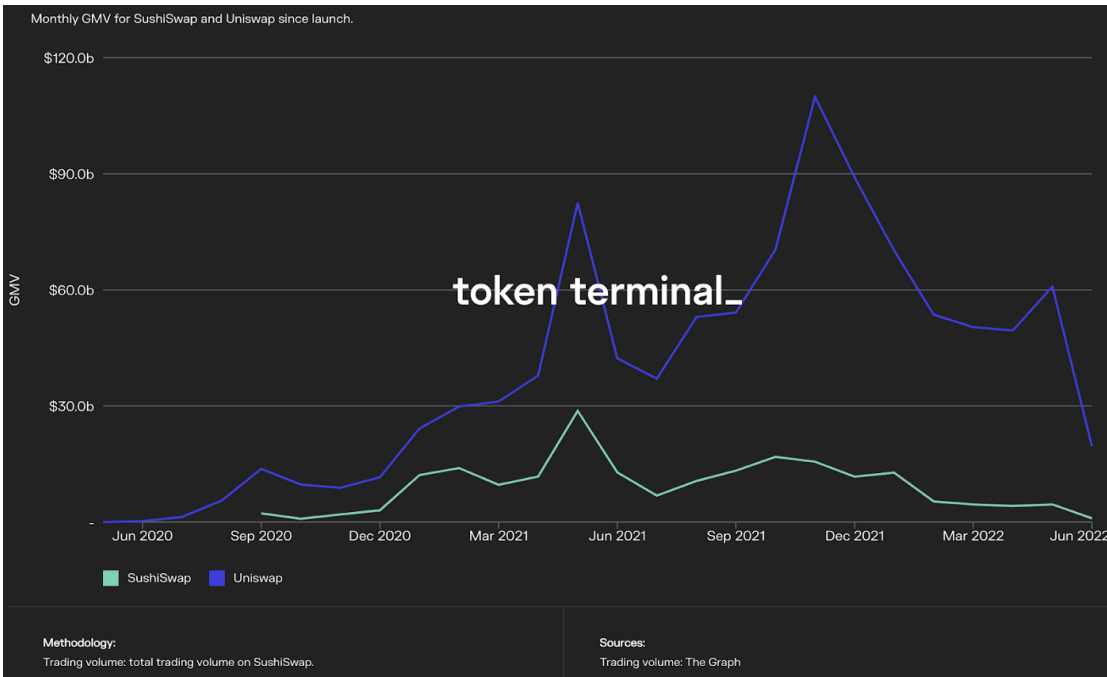 Monthly GMV for SushiSwap and Uniswap since launch.
$120.0b
$90.0b
token terminal_
GMV
$60.0b
$30.0b
-
Jun 2020 Sep 2020 Dec 2020 Mar 2021 Jun 2021 Sep 2021 Dec 2021 Mar 2022 Jun 2022
SushiSwap Uniswap
Methodology: Sources:
Trading volume: total trading volume on SushiSwap. Trading volume: The Graph